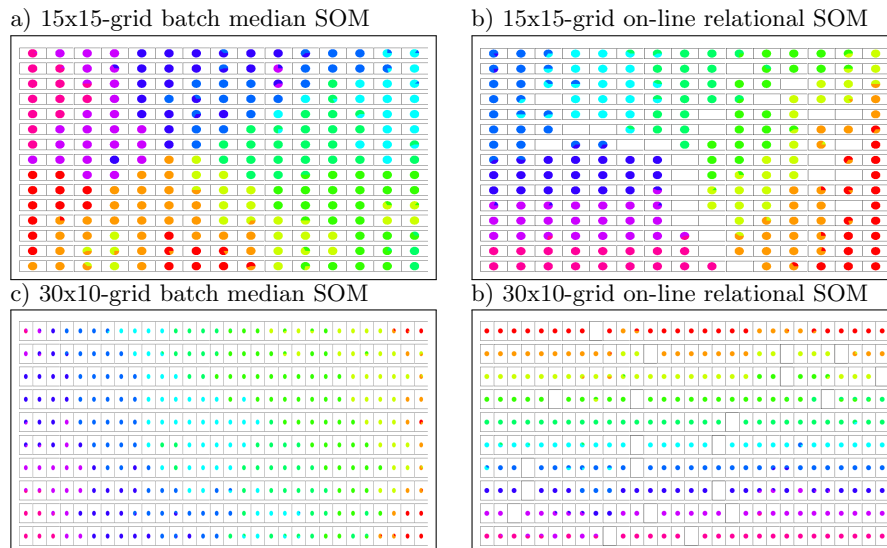 a) 15x15-grid batch median SOM
b) 15x15-grid on-line relational SOM
c) 30x10-grid batch median SOM
b) 30x10-grid on-line relational SOM